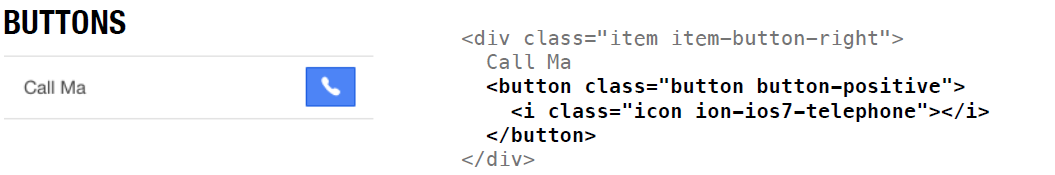 BUTTONS
Call Ma
<div class="item item-button-right">
Call Ma
<button class="button button-positive">
<i class="icon ion-ios7-telephone"></i>
</button>
</div>